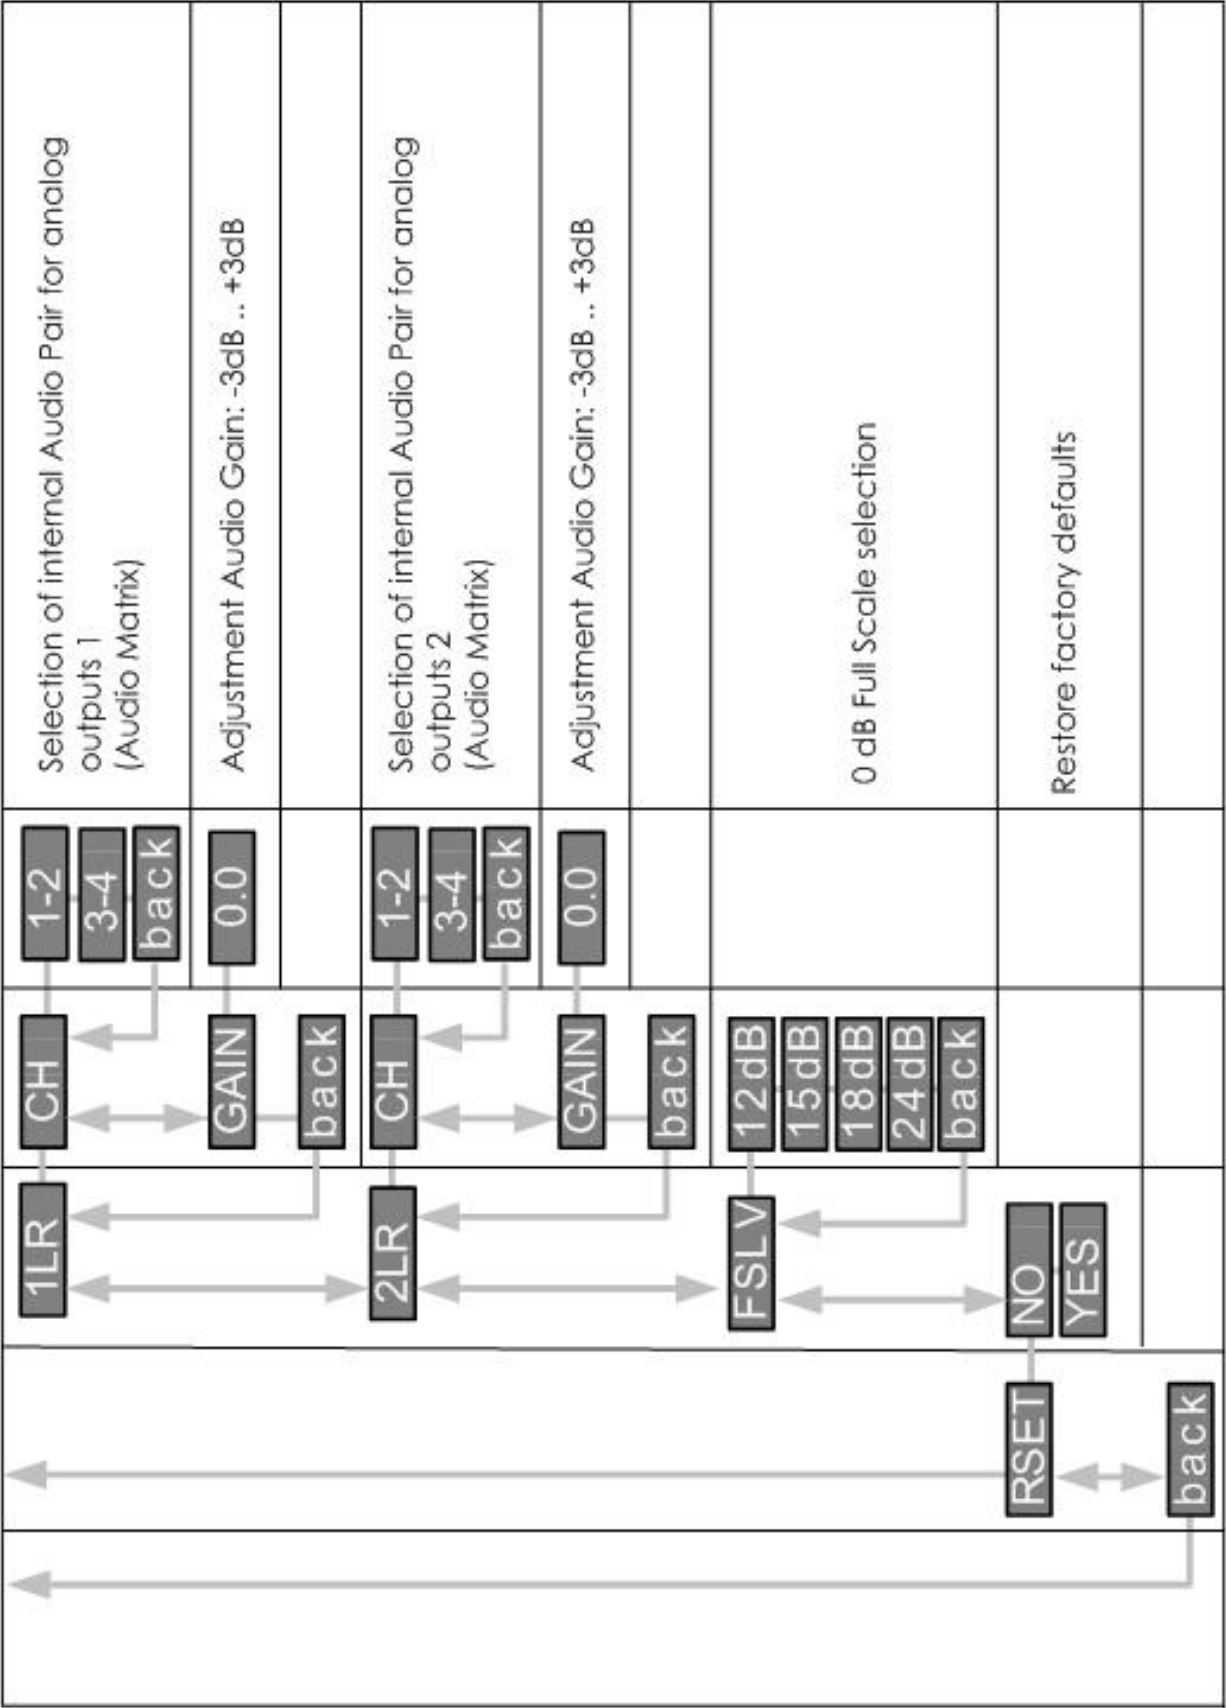 1LR
CH
1-2
3-4
back
Selection of internal Audio Pair for analog
outputs 1
(Audio Matrix)
GAIN
0.0
Adjustment Audio Gain: -3dB .. +3dB
back
2LR
CH
1-2
3-4
back
Selection of internal Audio Pair for analog
outputs 2
(Audio Matrix)
GAIN
0.0
Adjustment Audio Gain: -3dB .. +3dB
back
FSLV
12dB
15dB
18dB
24dB
back
0 dB Full Scale selection
RSET
NO
YES
Restore factory defaults
back